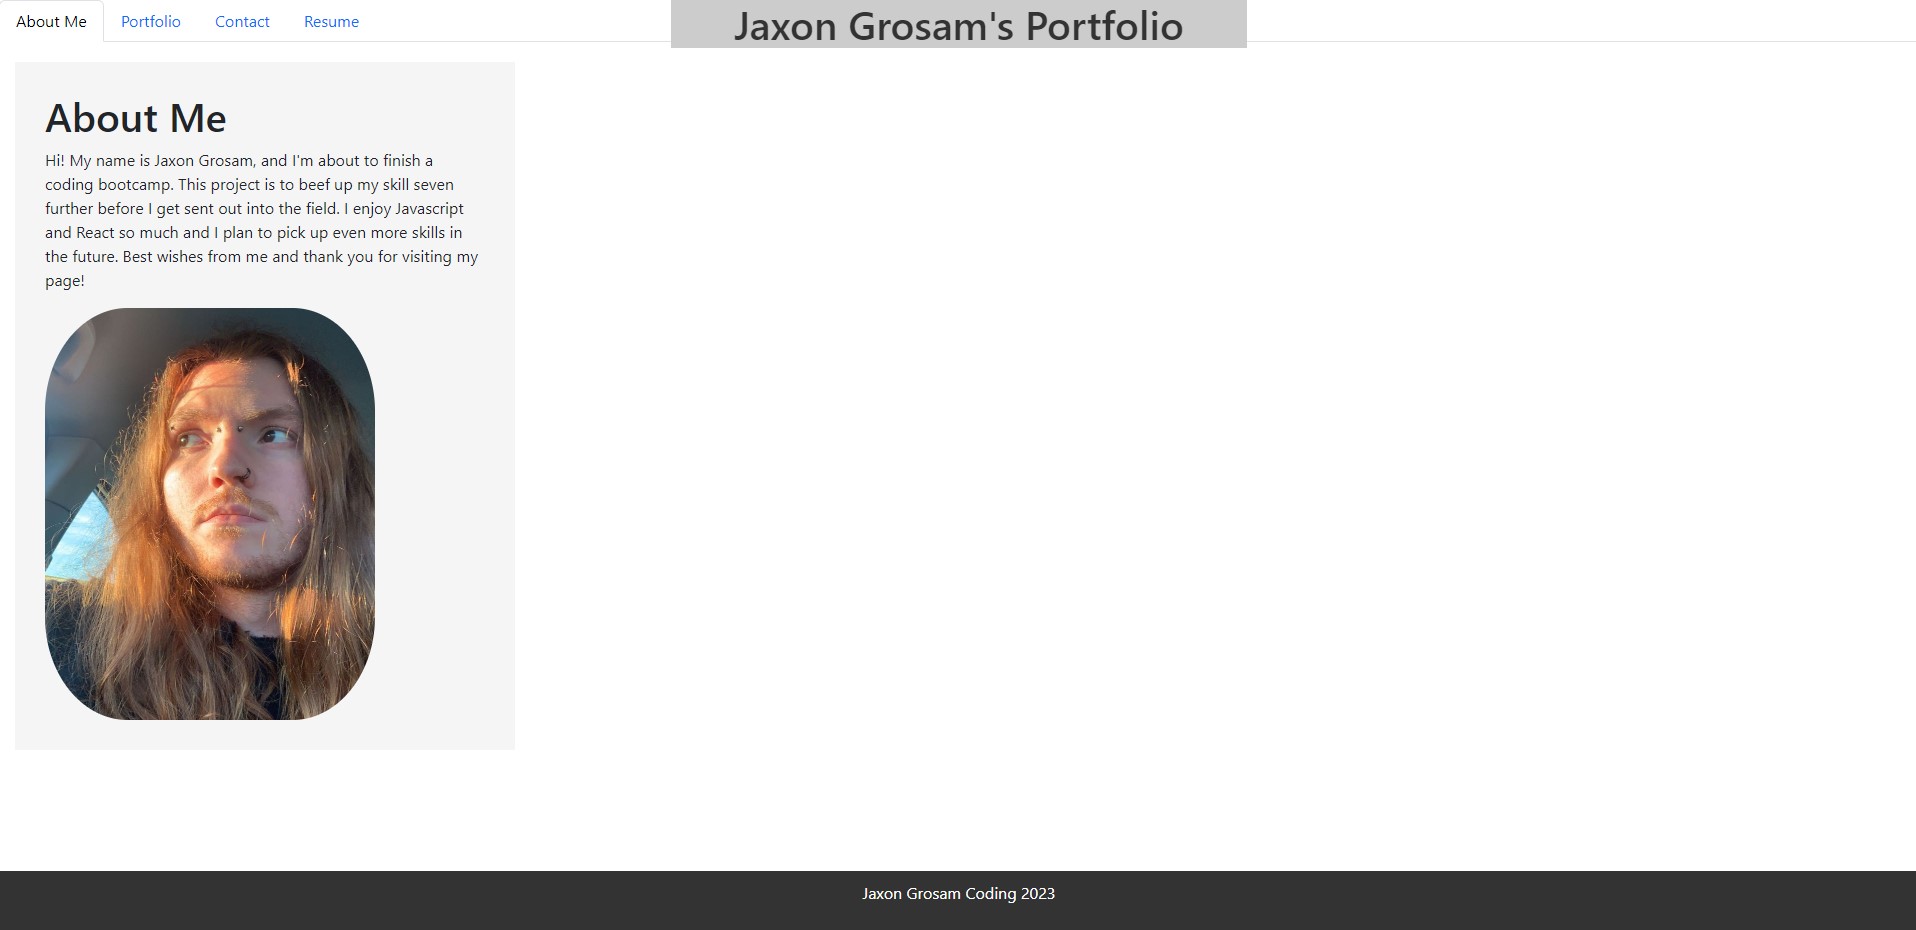 About Me Portfolio Contact Resume
Jaxon Grosam's Portfolio
About Me
Hi! My name is Jaxon Grosam, and I'm about to finish a
coding bootcamp. This project is to beef up my skill seven
further before I get sent out into the field. I enjoy Javascript
and React so much and I plan to pick up even more skills in
the future. Best wishes from me and thank you for visiting my
page!
Jaxon Grosam Coding 2023